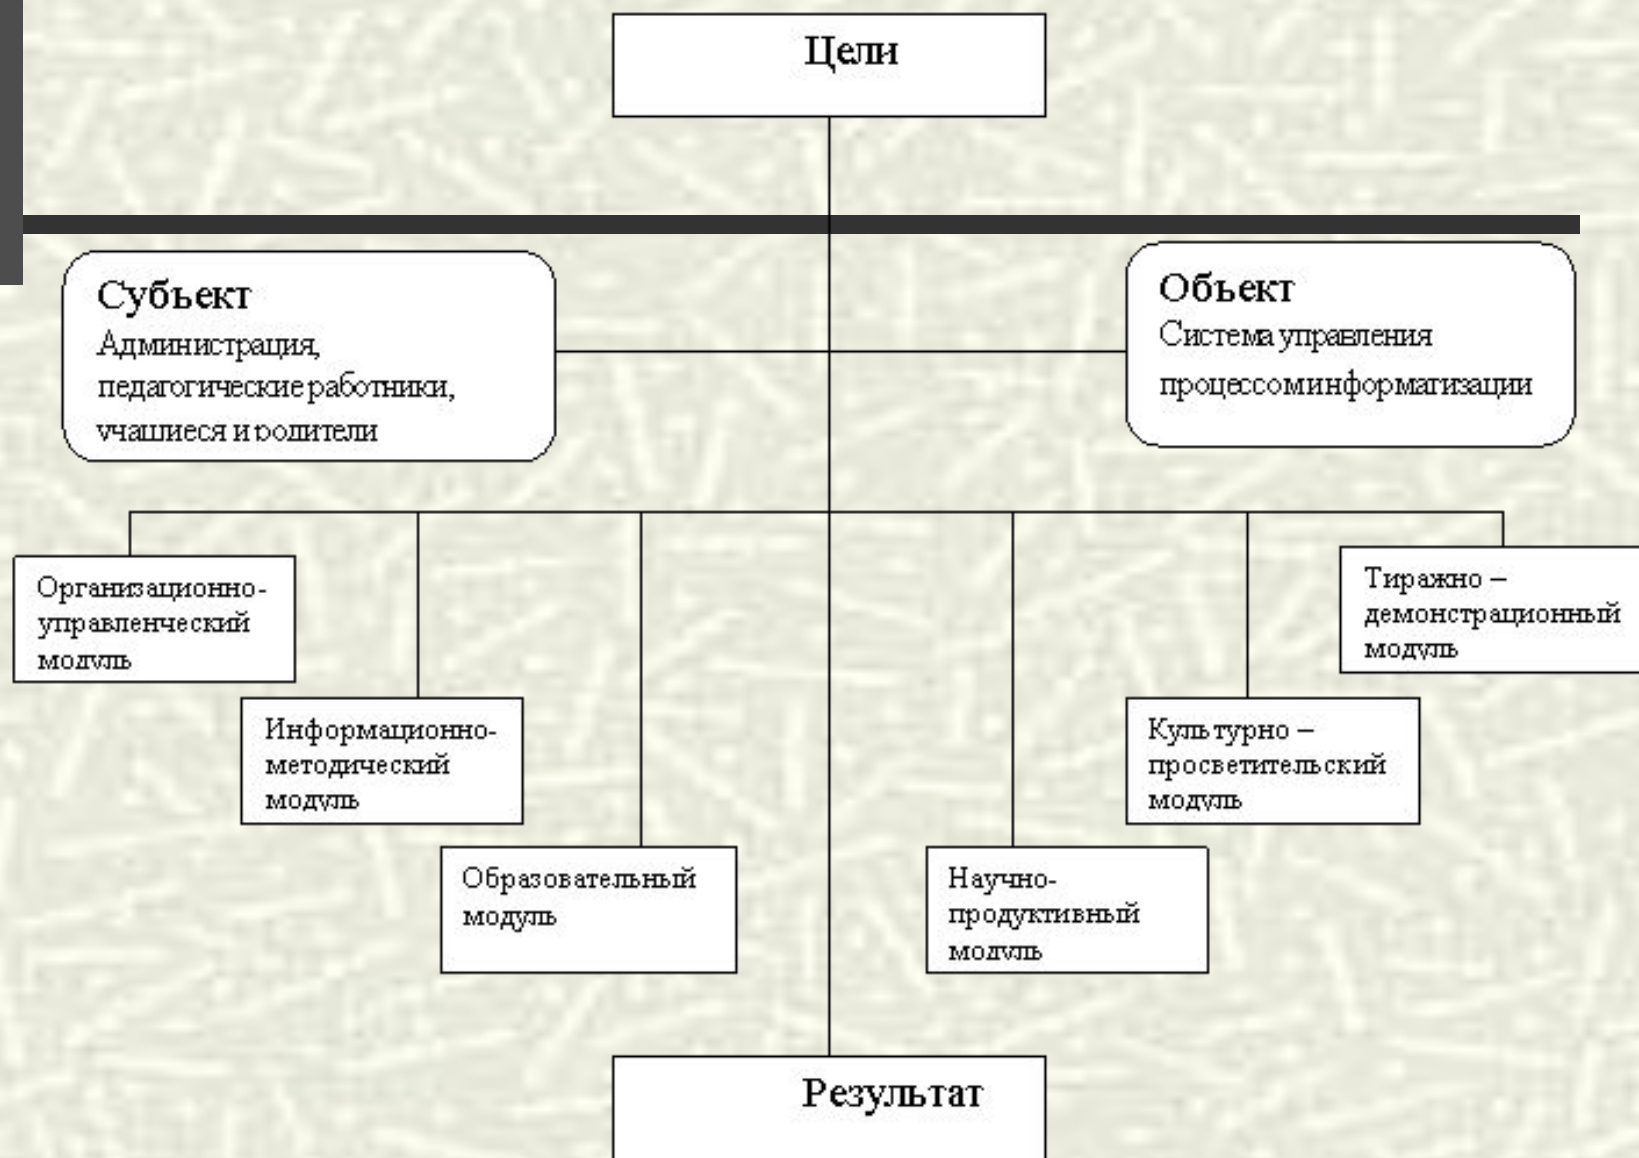 Цели
Субъект
Администрация,
педагогические работники,
учащиеся и родители
Объект
Система управления
процессоминформатизации
Организационно-
управленческий
модуль
Информационно-
методический
модуль
Образовательный
модуль
Научно-
продуктивный
модуль
Культурно –
просветительский
модуль
Тиражно –
демонстрационный
модуль
Результат